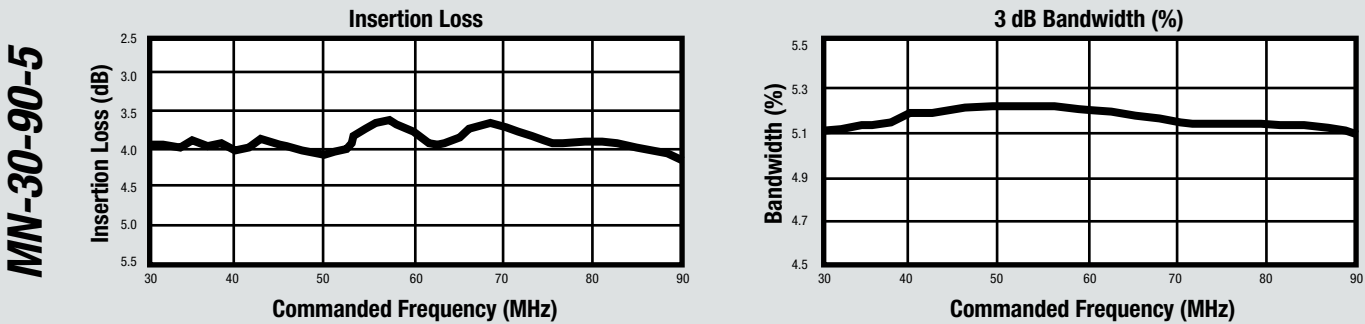 MN-30-90-5
Insertion Loss
Insertion Loss (dB)
2.5
3.0
3.5
4.0
4.5
5.0
5.5
30 40 50 60 70 80 90
Commanded Frequency (MHz)
3 dB Bandwidth (%)
Bandwidth (%)
5.5
5.3
5.1
4.9
4.7
4.5
30 40 50 60 70 80 90
Commanded Frequency (MHz)